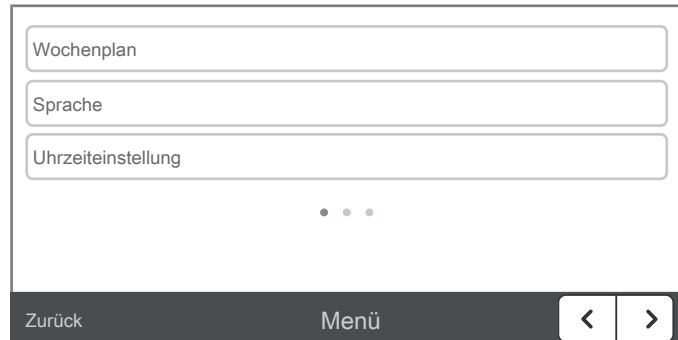 Wochenplan
Sprache
Uhrzeiteinstellung
Zurück Menü